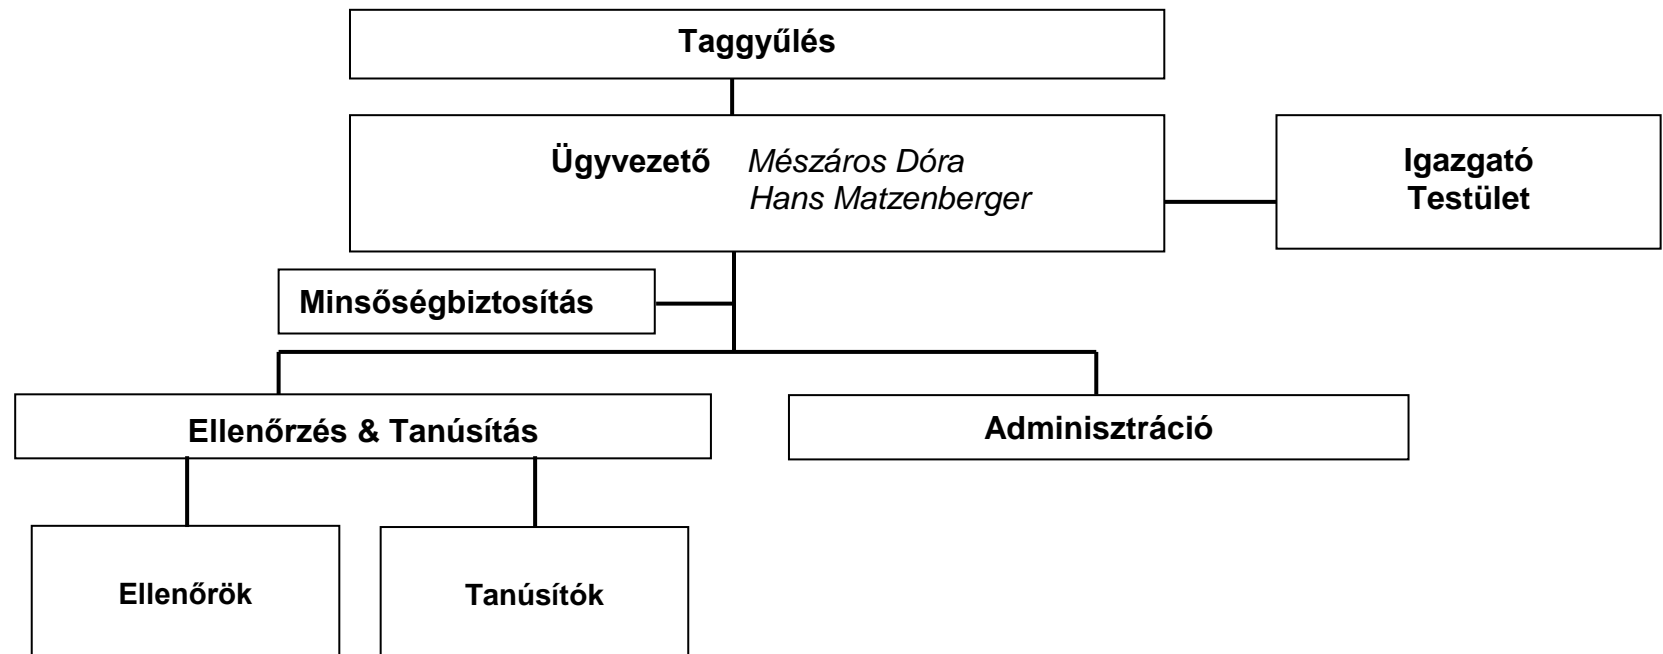 Taggyűlés
Ügyvezető Mészáros Dóra
Hans Matzenberger
Igazgató
Testület
Minsőségbiztosítás
Ellenőrzés & Tanúsítás
Adminisztráció
Ellenőrök
Tanúsítók